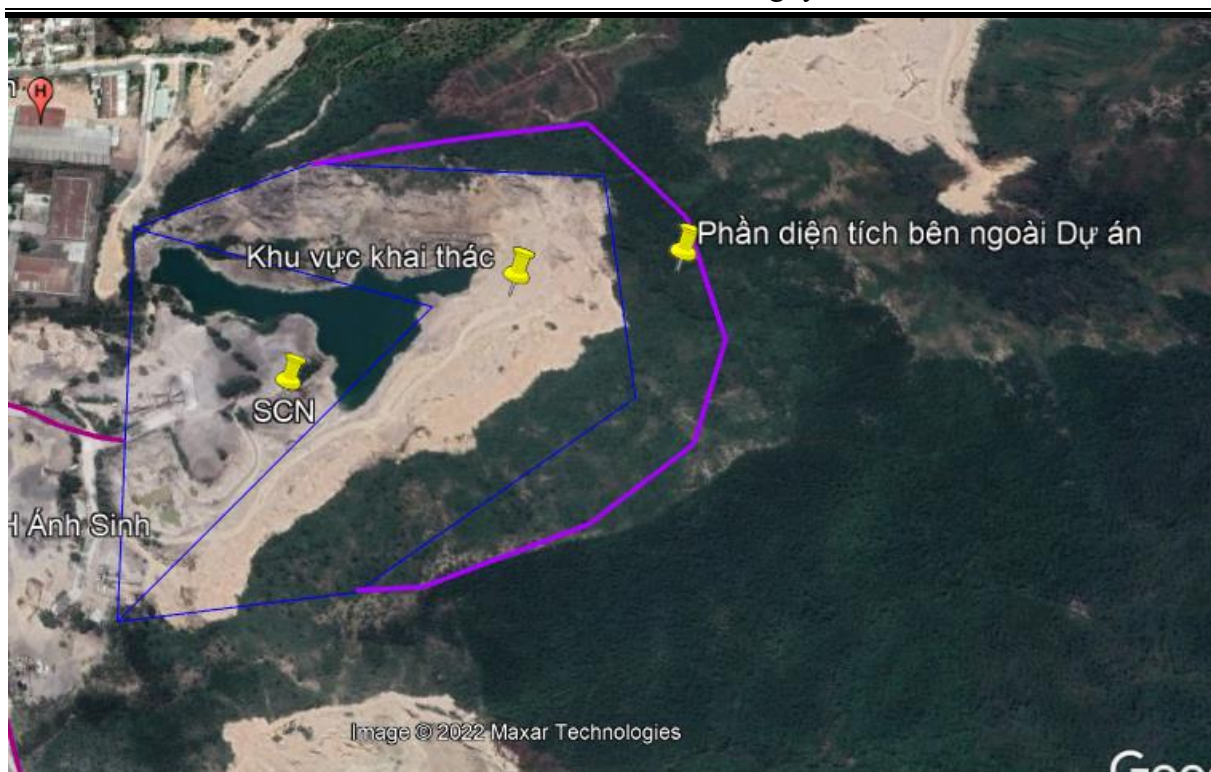 Phần diện tích bên ngoài Dự án
Khu vực khai thác
SCN
Ánh Sinh
Image © 2022 Maxar Technologies